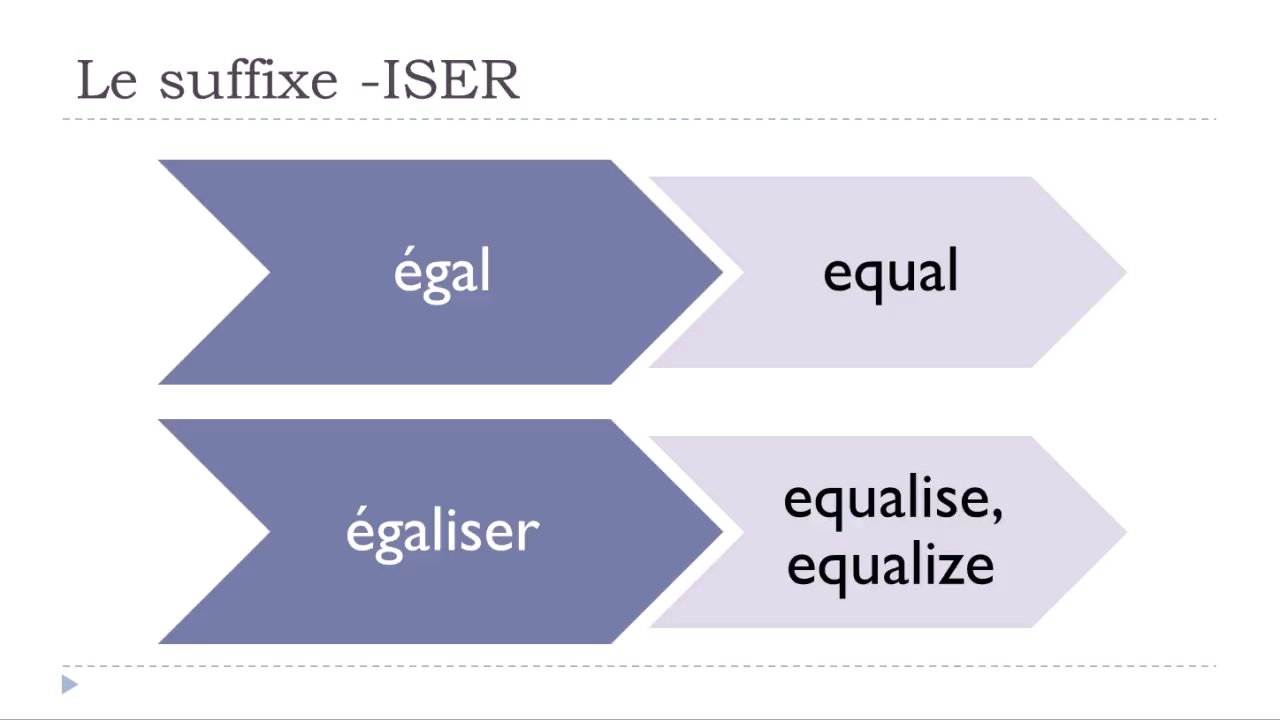 Le suffixe -ISER
égal
equal
égaliser
equalise,
equalize